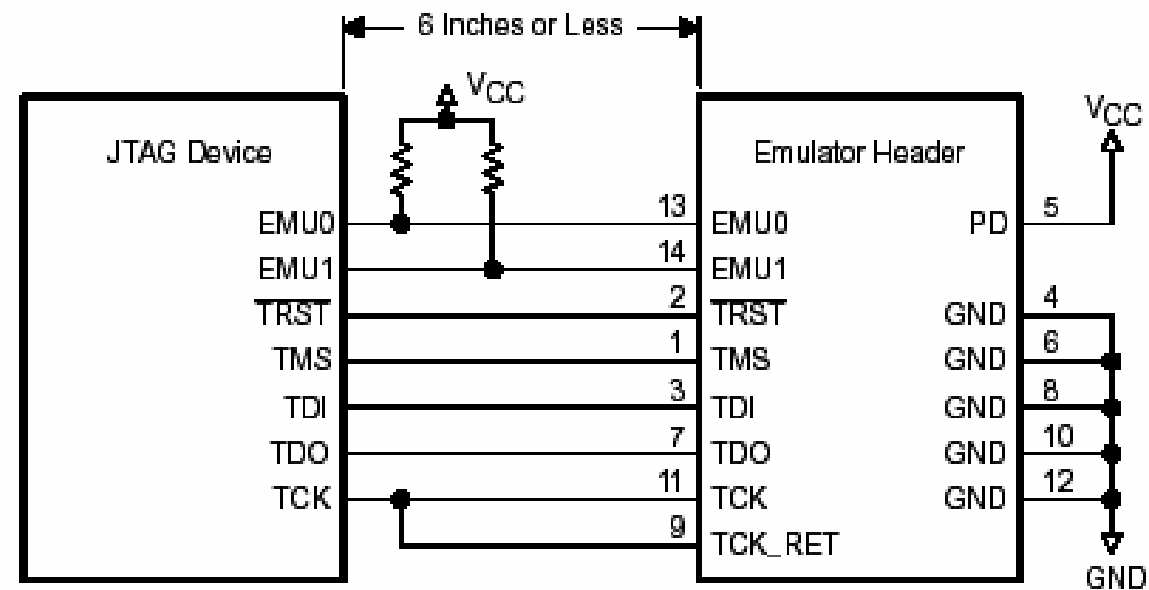 6 Inches or Less
VCC
VCC
JTAG Device
Emulator Header
EMU0 13 EMU0 PD 5
EMU1 14 EMU1
TRST 2 TRST GND 4
TMS 1 TMS GND 6
TDI 3 TDI GND 8
TDO 7 TDO GND 10
TCK 11 TCK GND 12
9 TCK_RET
GND